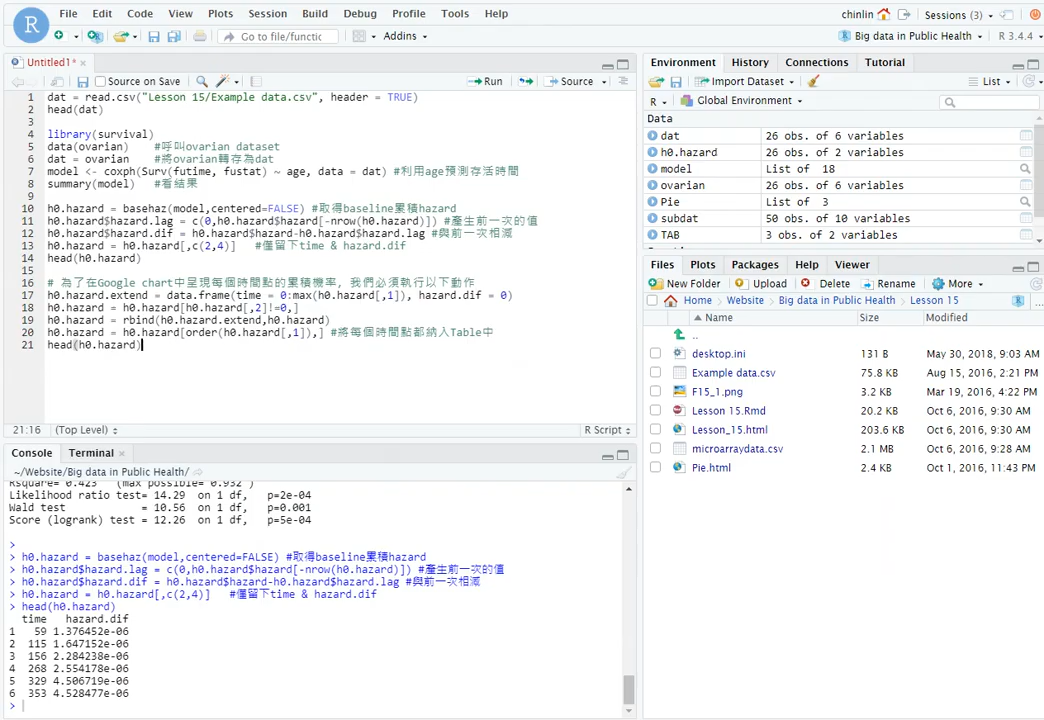 File Edit Code View Plots Session Build Debug Profile Tools Help
chinlin
Sessions (3)
R
Go to file/functic
Addins
Big data in Public Health
R 3.4.4
Untitled1*
Source on Save
Run
Source
1 dat = read.csv("Lesson 15/Example data.csv", header = TRUE)
2 head(dat)
3
4 library(survival)
5 data(ovarian) #呼叫ovarian dataset
6 dat = ovarian #將ovarian轉存為dat
7 model <- coxph(Surv(futime, fustat) ~ age, data = dat) #利用age預測存活時間
8 summary(model) #看結果
9
10 h0.hazard = basehaz(model,centered=FALSE) #取得baseline累積hazard
11 h0.hazard$hazard.lag = c(0,h0.hazard$hazard[-nrow(h0.hazard)]) #產生前一次的值
12 h0.hazard$hazard.dif = h0.hazard$hazard-h0.hazard$hazard.lag #與前一次相減
13 h0.hazard = h0.hazard[,c(2,4)] #僅留下time & hazard.dif
14 head(h0.hazard)
15
16 # 為了在Google chart中呈現每個時間點的累積機率, 我們必須執行以下動作
17 h0.hazard.extend = data.frame(time = 0:max(h0.hazard[,1]), hazard.dif = 0)
18 h0.hazard = h0.hazard[h0.hazard[,2]!=0,]
19 h0.hazard = rbind(h0.hazard.extend,h0.hazard)
20 h0.hazard = h0.hazard[order(h0.hazard[,1]),] #將每個時間點都納入Table中
21 head(h0.hazard)
21:16 (Top Level) R Script
Console Terminal
~/Website/Big data in Public Health/
Rsquare= 0.423 (max possible= 0.932 )
Likelihood ratio test= 14.29 on 1 df, p=2e-04
Wald test = 10.56 on 1 df, p=0.001
Score (logrank) test = 12.26 on 1 df, p=5e-04
>
> h0.hazard = basehaz(model,centered=FALSE) #取得baseline累積hazard
> h0.hazard$hazard.lag = c(0,h0.hazard$hazard[-nrow(h0.hazard)]) #產生前一次的值
> h0.hazard$hazard.dif = h0.hazard$hazard-h0.hazard$hazard.lag #與前一次相減
> h0.hazard = h0.hazard[,c(2,4)] #僅留下time & hazard.dif
> head(h0.hazard)
time hazard.dif
1 59 1.376452e-06
2 115 1.647152e-06
3 156 2.284238e-06
4 268 2.554178e-06
5 329 4.506719e-06
6 353 4.528477e-06
>
Environment History Connections Tutorial
Import Dataset
List
R
Global Environment
Data
dat 26 obs. of 6 variables
h0.hazard 26 obs. of 2 variables
model List of 18
ovarian 26 obs. of 6 variables
Pie List of 3
subdat 50 obs. of 10 variables
TAB 3 obs. of 2 variables
Files Plots Packages Help Viewer
New Folder Upload Delete Rename More
Home Website Big data in Public Health Lesson 15
...
Name Size Modified
..
desktop.ini 131 B May 30, 2018, 9:03 AM
Example data.csv 75.8 KB Aug 15, 2016, 2:21 PM
F15_1.png 3.2 KB Mar 19, 2016, 4:22 PM
Lesson 15.Rmd 20.2 KB Oct 6, 2016, 9:30 AM
Lesson_15.html 203.6 KB Oct 6, 2016, 9:30 AM
microarraydata.csv 2.1 MB Oct 6, 2016, 9:28 AM
Pie.html 2.4 KB Oct 1, 2016, 11:43 PM